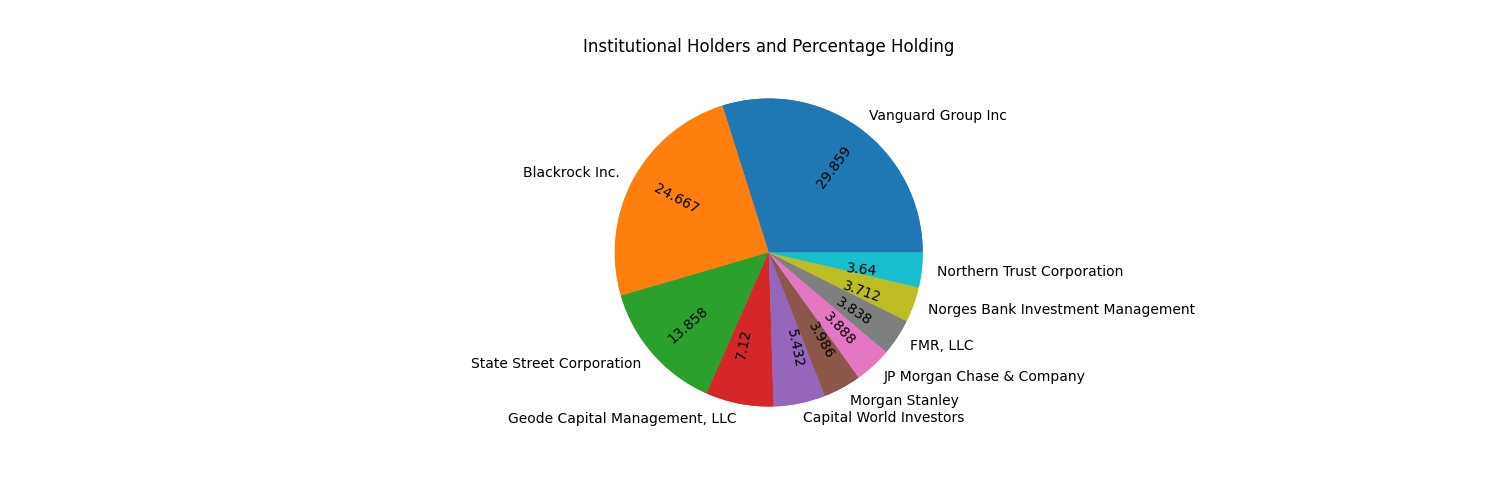 Institutional Holders and Percentage Holding
Vanguard Group Inc
29.859
Blackrock Inc.
24.667
State Street Corporation
13.858
Geode Capital Management, LLC
7.12
Capital World Investors
5.432
Morgan Stanley
3.986
JP Morgan Chase & Company
3.888
FMR, LLC
3.838
Norges Bank Investment Management
3.712
Northern Trust Corporation
3.64